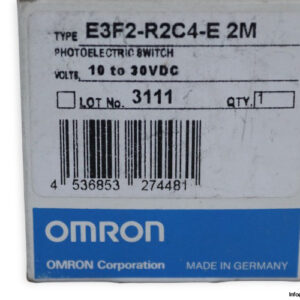 TYPE E3F2-R2C4-E 2M
PHOTOELECTRIC SWITCH
VOLTS, 10 to 30VDC
LOT No. 3111 QTY. 1
4 536853 274481
OMRON
OMRON Corporation MADE IN GERMANY